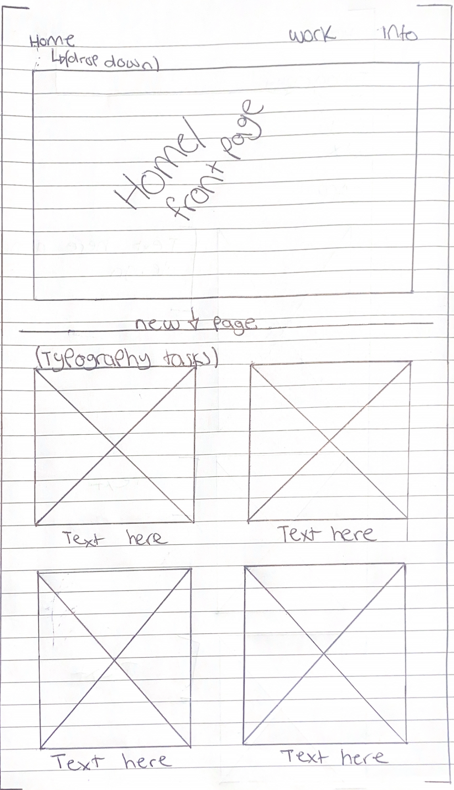 Home work info
↳(drop down)
Home/
front page
new ↓ page
(Typography tasks)
Text here Text here
Text here Text here